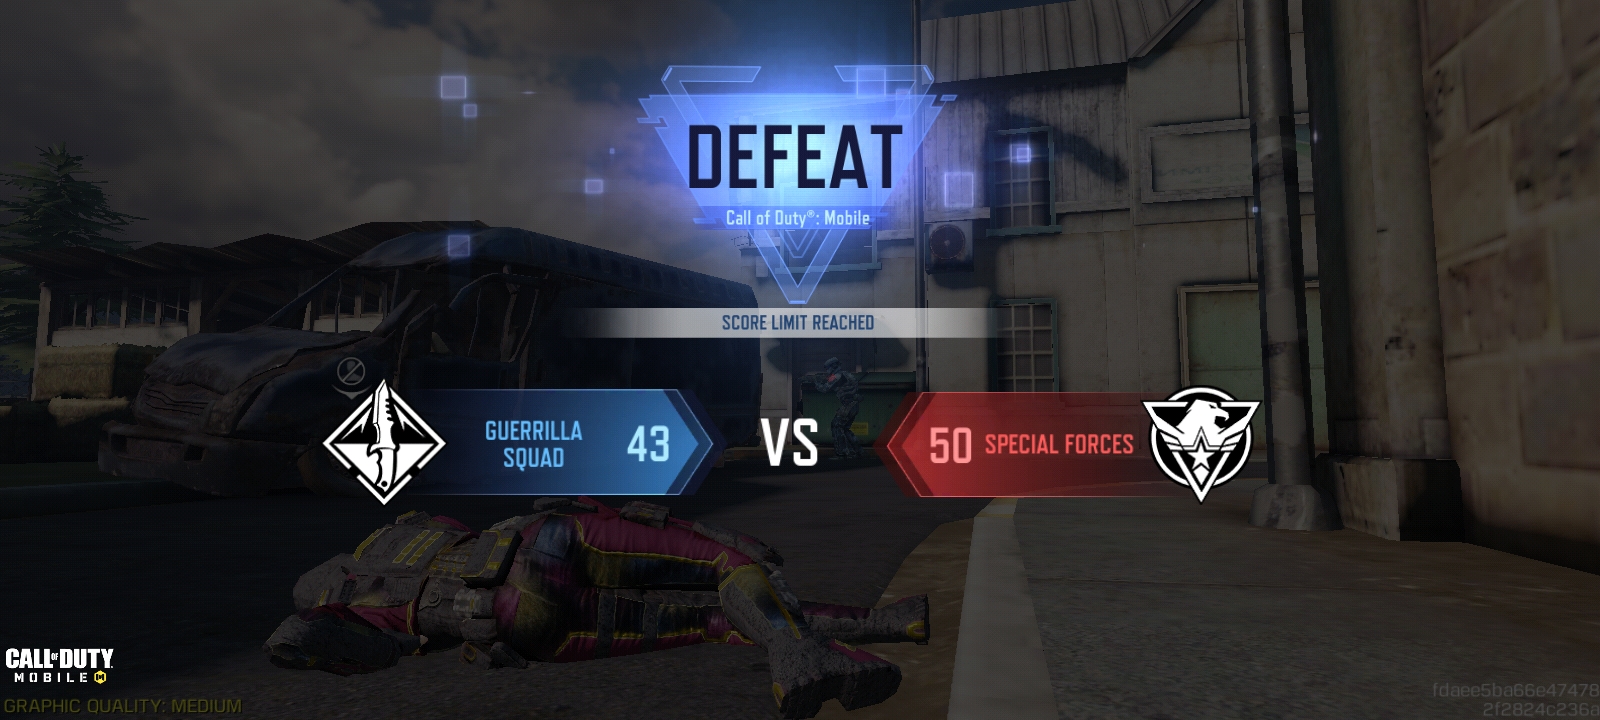 DEFEAT
Call of Duty®: Mobile
SCORE LIMIT REACHED
GUERRILLA
SQUAD
43
VS
50
SPECIAL FORCES
CALL OF DUTY
MOBILE
GRAPHIC QUALITY: MEDIUM
fdaee5ba66e47478
2f2824c236a